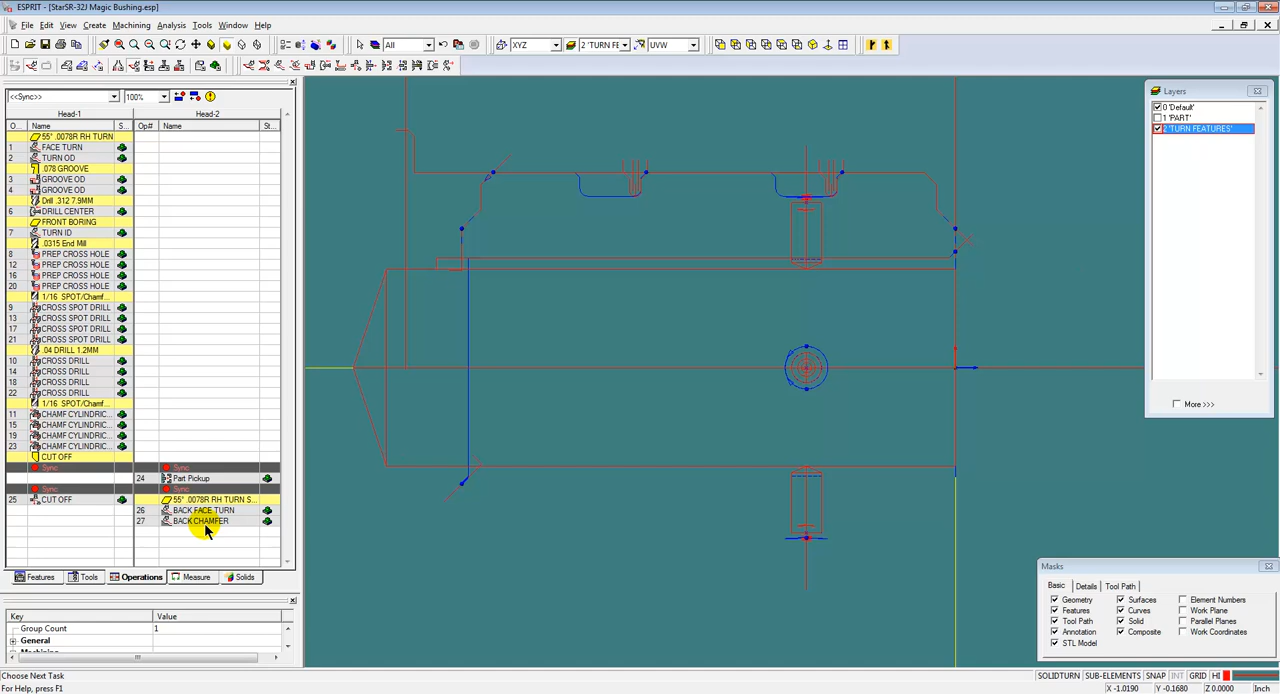 ESPRIT - [StarSR-32J Magic Bushing.esp]
File Edit View Create Machining Analysis Tools Window Help
All XYZ 2 'TURN FE UVW
<<Sync>> 100%
Head-1 Head-2
O... Name S... Op# Name St...
55° .0078R RH TURN
1 FACE TURN
2 TURN OD
.078 GROOVE
3 GROOVE OD
4 GROOVE OD
Drill .312 7.9MM
6 DRILL CENTER
FRONT BORING
7 TURN ID
.0315 End Mill
8 PREP CROSS HOLE
12 PREP CROSS HOLE
16 PREP CROSS HOLE
20 PREP CROSS HOLE
1/16 SPOT/Chamf...
9 CROSS SPOT DRILL
13 CROSS SPOT DRILL
17 CROSS SPOT DRILL
21 CROSS SPOT DRILL
.04 DRILL 1.2MM
10 CROSS DRILL
14 CROSS DRILL
18 CROSS DRILL
22 CROSS DRILL
1/16 SPOT/Chamf...
11 CHAMF CYLINDRIC...
15 CHAMF CYLINDRIC...
19 CHAMF CYLINDRIC...
23 CHAMF CYLINDRIC...
CUT OFF
Sync Sync
24 Part Pickup
Sync Sync
25 CUT OFF 55° .0078R RH TURN S...
26 BACK FACE TURN
27 BACK CHAMFER
Features Tools Operations Measure Solids
Key Value
Group Count 1
General
Machining
Layers
0 'Default'
1 'PART'
2 'TURN FEATURES'
More >>>
Masks
Basic Details Tool Path
Geometry Surfaces Element Numbers
Features Curves Work Plane
Tool Path Solid Parallel Planes
Annotation Composite Work Coordinates
STL Model
Choose Next Task
SOLIDTURN SUB-ELEMENTS SNAP INT GRID HI
For Help, press F1
X -1.0190 Y -0.1680 Z 0.0000 Inch